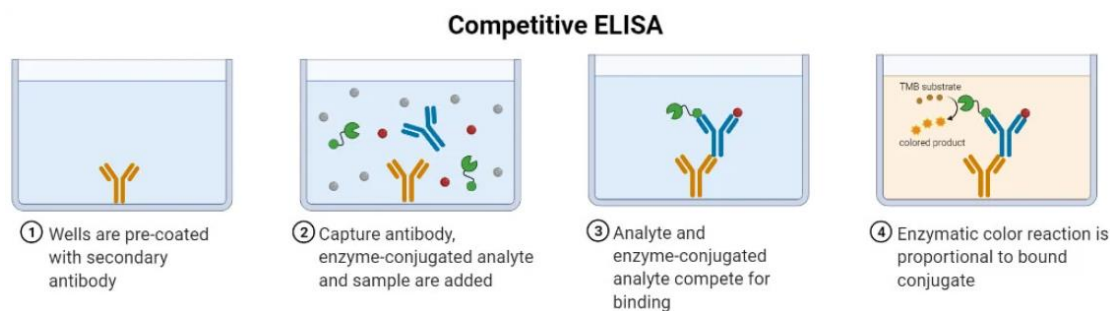 Competitive ELISA
1 Wells are pre-coated
with secondary
antibody
2 Capture antibody,
enzyme-conjugated analyte
and sample are added
3 Analyte and
enzyme-conjugated
analyte compete for
binding
TMB substrate
colored product
4 Enzymatic color reaction is
proportional to bound
conjugate